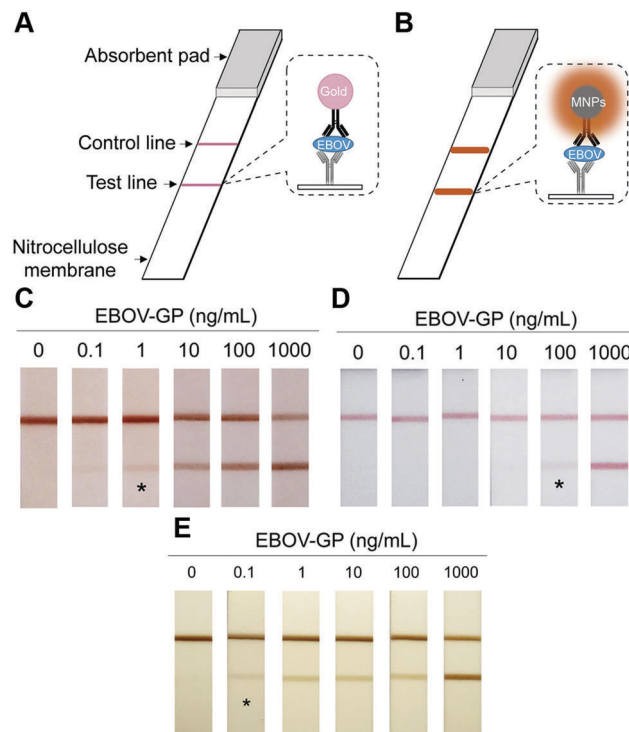 A
Absorbent pad
Control line
Test line
Nitrocellulose
membrane
Gold
EBOV
B
MNPs
EBOV
C
EBOV-GP (ng/mL)
0 0.1 1 10 100 1000
*
D
EBOV-GP (ng/mL)
0 0.1 1 10 100 1000
*
E
EBOV-GP (ng/mL)
0 0.1 1 10 100 1000
*